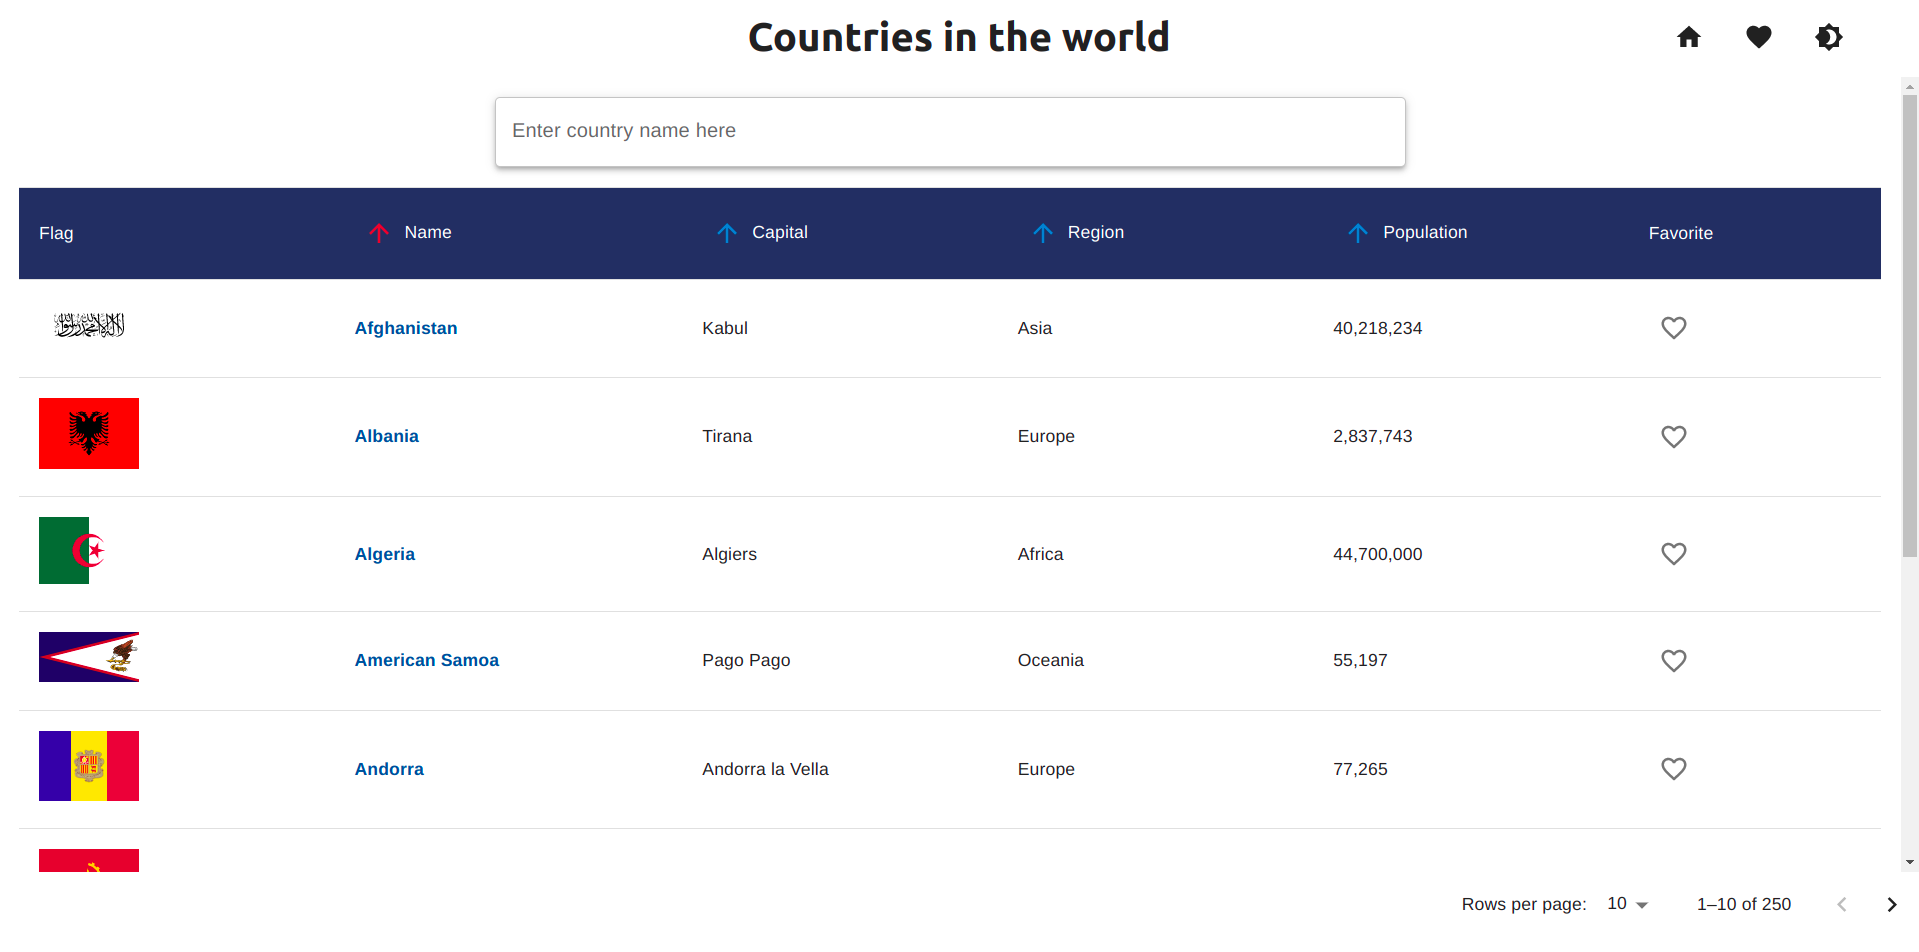 Countries in the world
Enter country name here
Flag Name Capital Region Population Favorite
Afghanistan Kabul Asia 40,218,234
Albania Tirana Europe 2,837,743
Algeria Algiers Africa 44,700,000
American Samoa Pago Pago Oceania 55,197
Andorra Andorra la Vella Europe 77,265
Rows per page: 10 1–10 of 250